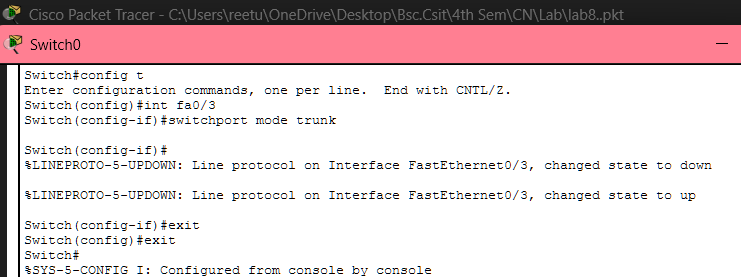 Cisco Packet Tracer - C:\Users\reetu\OneDrive\Desktop\Bsc.Csit\4th Sem\CN\Lab\lab8..pkt
Switch0
Switch#config t
Enter configuration commands, one per line.  End with CNTL/Z.
Switch(config)#int fa0/3
Switch(config-if)#switchport mode trunk
Switch(config-if)#
%LINEPROTO-5-UPDOWN: Line protocol on Interface FastEthernet0/3, changed state to down
%LINEPROTO-5-UPDOWN: Line protocol on Interface FastEthernet0/3, changed state to up
Switch(config-if)#exit
Switch(config)#exit
Switch#
%SYS-5-CONFIG_I: Configured from console by console